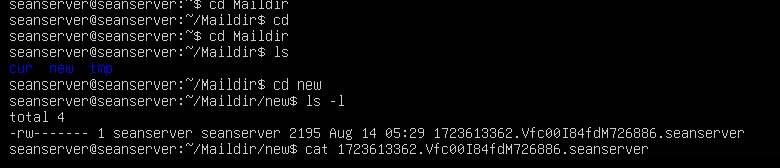 seanserver@seanserver:~$ cd Maildir
seanserver@seanserver:~/Maildir$ cd
seanserver@seanserver:~$ cd Maildir
seanserver@seanserver:~/Maildir$ ls
cur new tmp
seanserver@seanserver:~/Maildir$ cd new
seanserver@seanserver:~/Maildir/new$ ls -l
total 4
-rw------- 1 seanserver seanserver 2195 Aug 14 05:29 1723613362.Vfc00I84fdM726886.seanserver
seanserver@seanserver:~/Maildir/new$ cat 1723613362.Vfc00I84fdM726886.seanserver